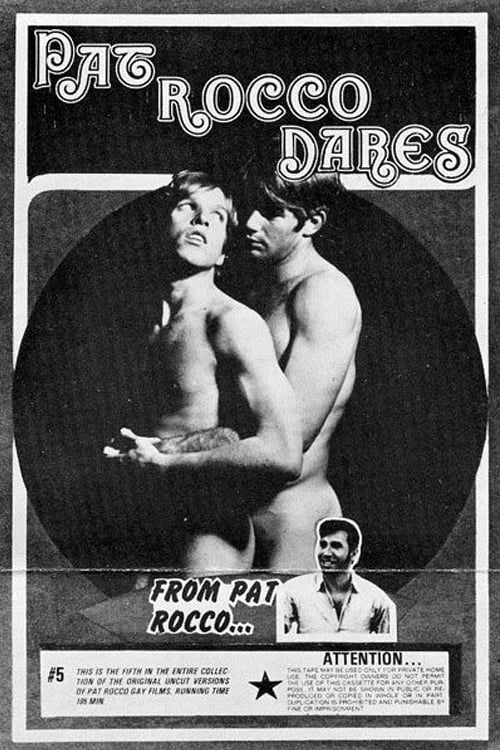 PAT
ROCCO
DARES
FROM PAT
ROCCO...
#5
THIS IS THE FIFTH IN THE ENTIRE COLLEC-
TION OF THE ORIGINAL UNCUT VERSIONS
OF PAT ROCCO GAY FILMS. RUNNING TIME
MIN.
ATTENTION...
THIS TAPE MAY BE USED ONLY FOR PRIVATE HOME
USE. THE COPYRIGHT OWNERS DO NOT PERMIT
THE USE OF THIS CASSETTE FOR ANY OTHER PUR-
POSE. IT MAY NOT BE SHOWN IN PUBLIC OR RE-
PRODUCED OR COPIED IN WHOLE OR IN PART.
DUPLICATION IS PROHIBITED AND PUNISHABLE BY
FINE OR IMPRISONMENT